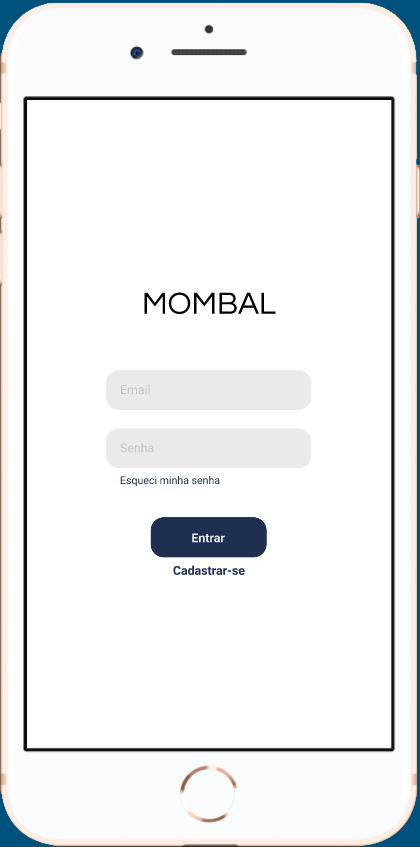 MOMBAL
Email
Senha
Esqueci minha senha
Entrar
Cadastrar-se